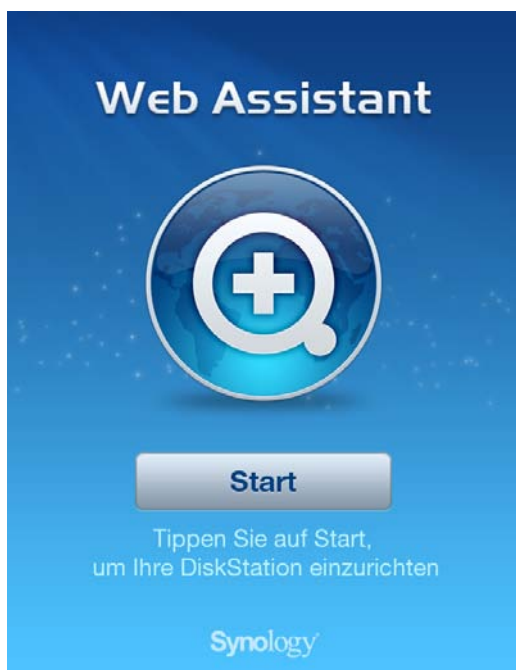 Web Assistant
Start
Tippen Sie auf Start,
um Ihre DiskStation einzurichten
Synology